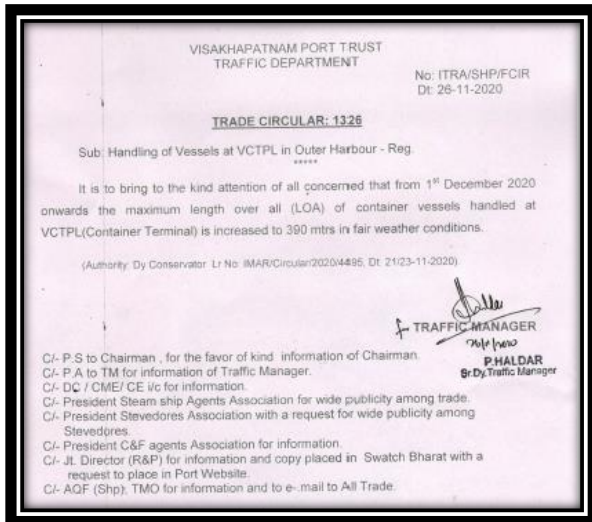 VISAKHAPATNAM PORT TRUST
TRAFFIC DEPARTMENT
No: ITRA/SHP/FCIR
Dt: 26-11-2020
TRADE CIRCULAR: 1326
Sub: Handling of Vessels at VCTPL in Outer Harbour - Reg.
*****
It is to bring to the kind attention of all concerned that from 1st December 2020
onwards the maximum length over all (LOA) of container vessels handled at
VCTPL(Container Terminal) is increased to 390 mtrs in fair weather conditions.
(Authority: Dy Conservator Lr No: IMAR/Circular/2020/4495, Dt: 21/23-11-2020)
TRAFFIC MANAGER
P.HALDAR
Sr.Dy.Traffic Manager
C/- P.S to Chairman , for the favor of kind information of Chairman.
C/- P.A to TM for information of Traffic Manager.
C/- DC / CME/ CE i/c for information.
C/- President Steam ship Agents Association for wide publicity among trade.
C/- President Stevedores Association with a request for wide publicity among
Stevedores.
C/- President C&F agents Association for information.
C/- Jt. Director (R&P) for information and copy placed in Swatch Bharat with a
request to place in Port Website.
C/- AQF (Shp), TMO for information and to e-mail to All Trade.